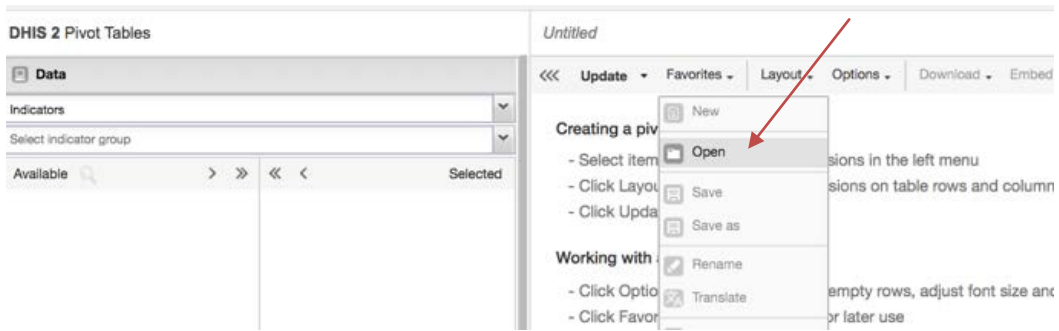 DHIS 2 Pivot Tables
Untitled
Data
Update Favorites Layout Options Download Embed
Indicators
Select indicator group
Available
Selected
New
Open
Save
Save as
Rename
Translate
Creating a piv
- Select item sions in the left menu
- Click Layou sions on table rows and column
- Click Upda
Working with
- Click Optio empty rows, adjust font size and
- Click Favor or later use